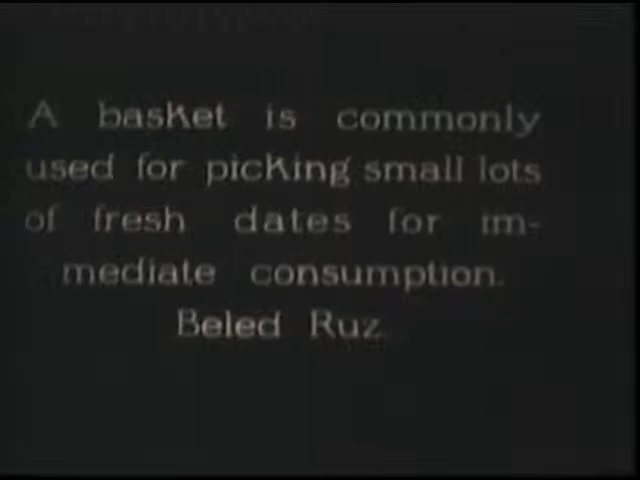 A basket is commonly
used for picking small lots
of fresh dates for im-
mediate consumption.
Beled Ruz